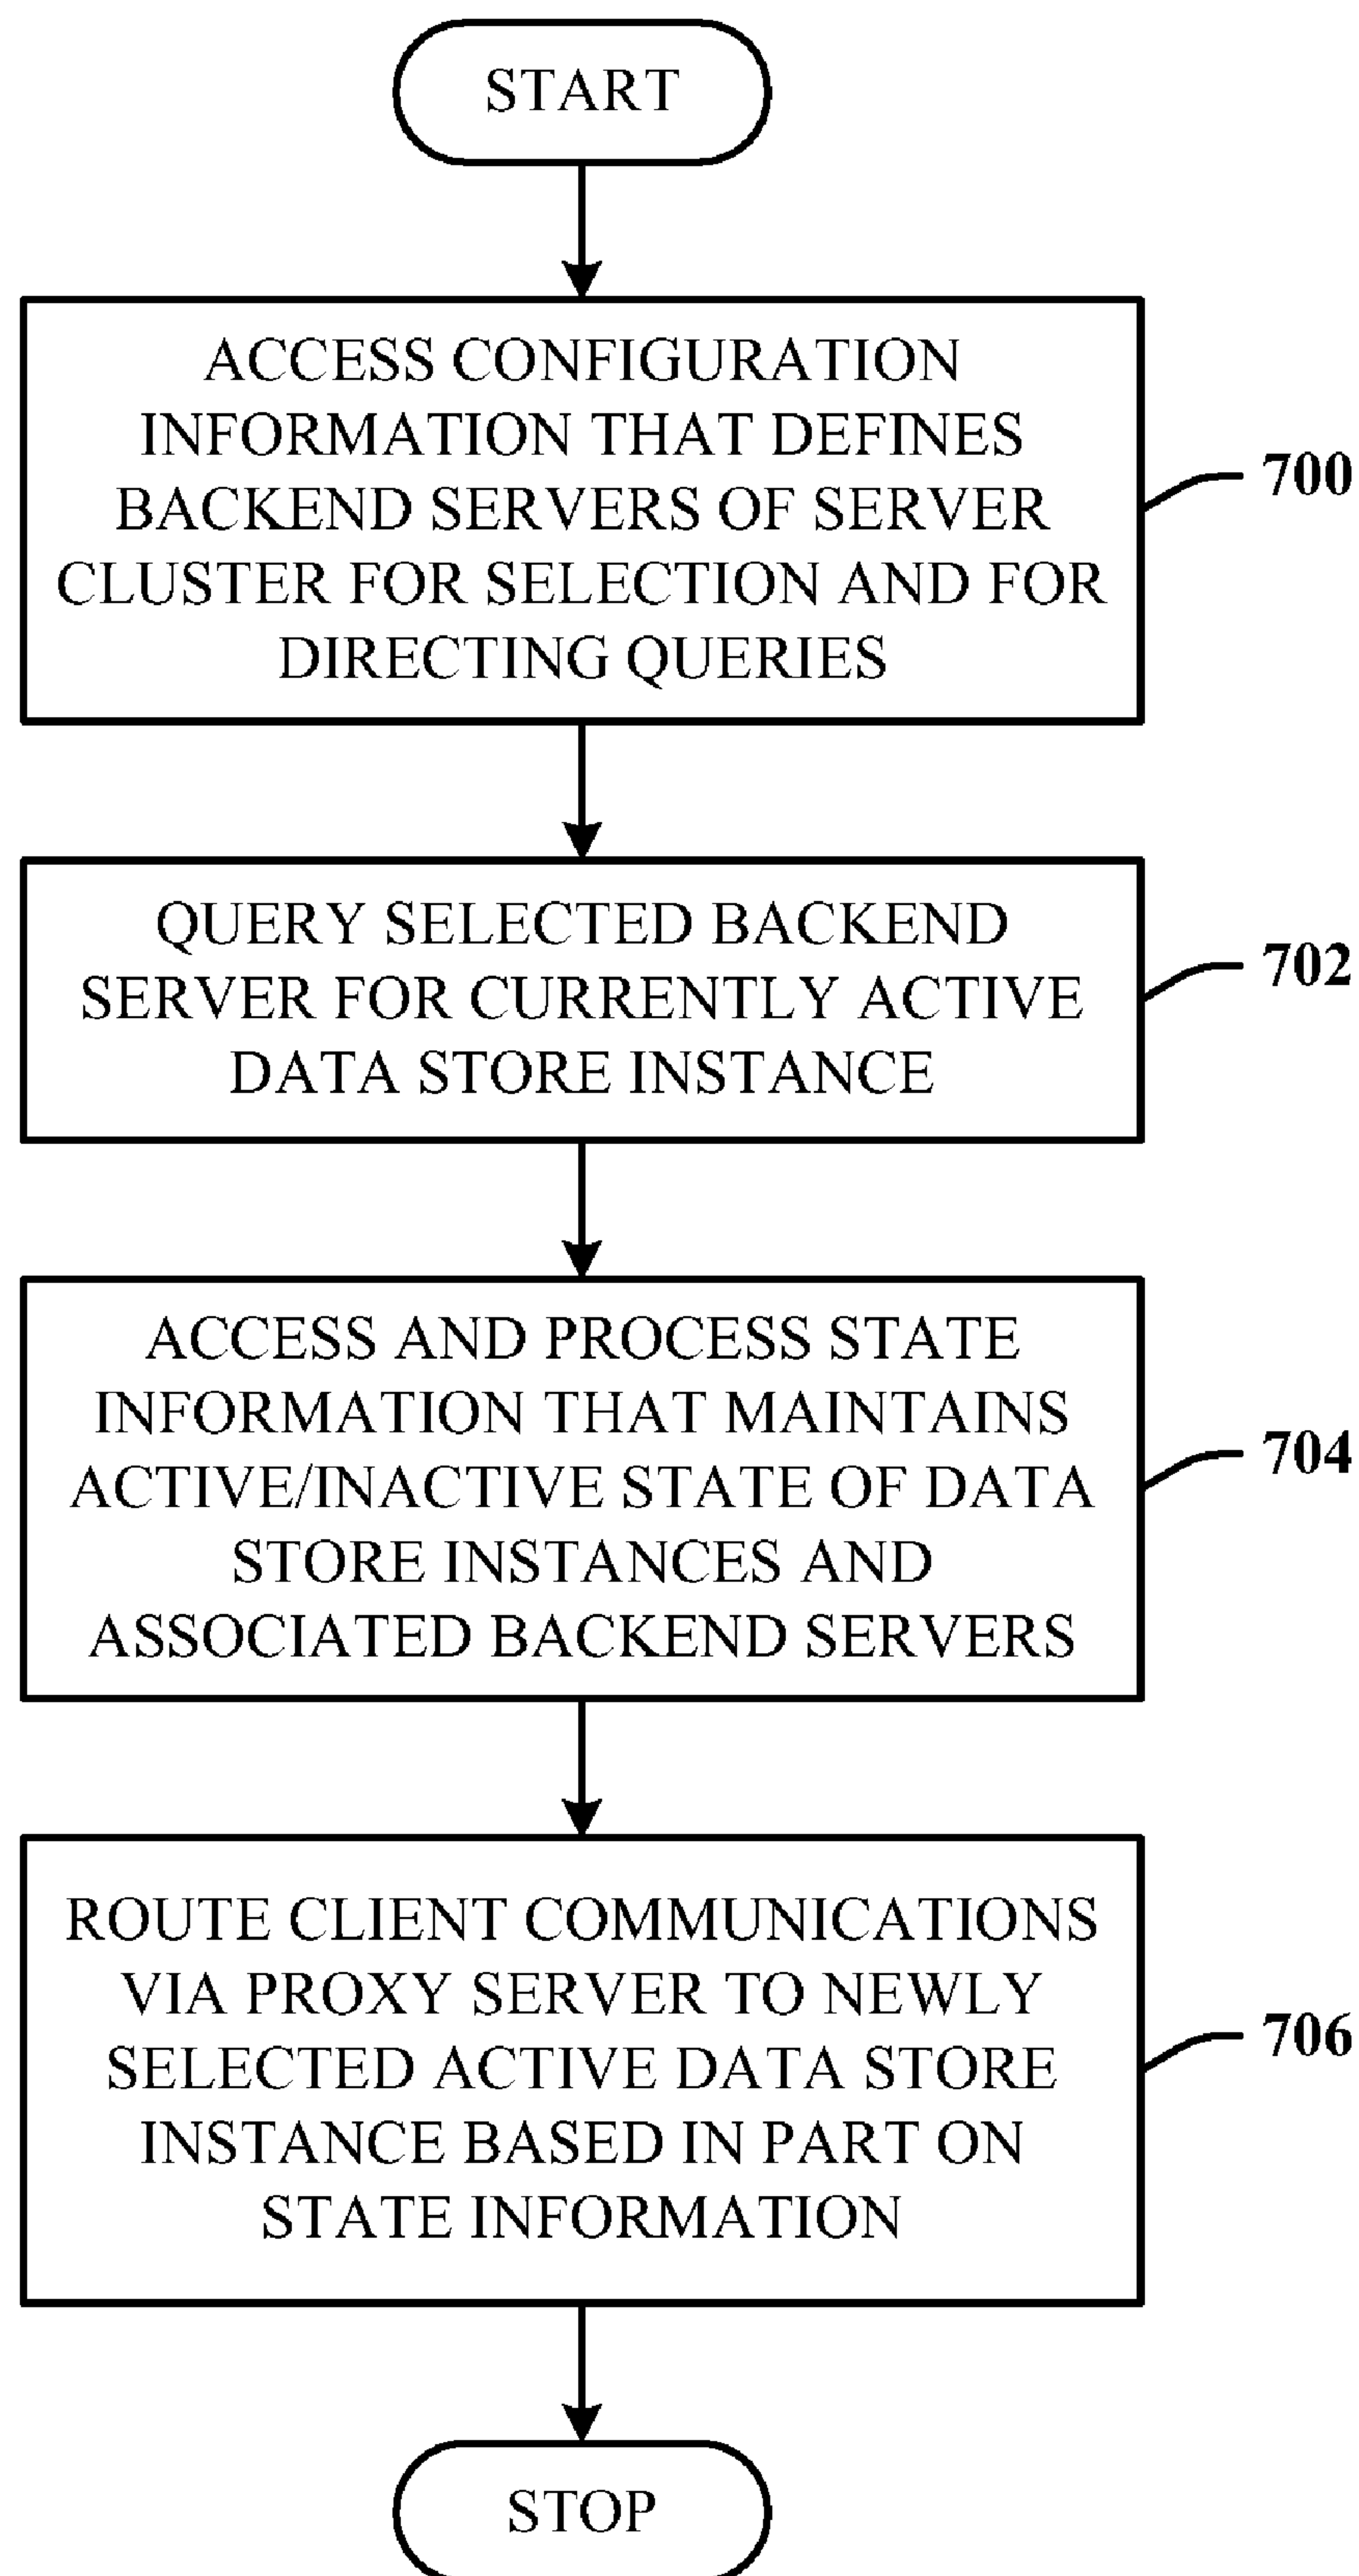 START
ACCESS CONFIGURATION
INFORMATION THAT DEFINES
BACKEND SERVERS OF SERVER
CLUSTER FOR SELECTION AND FOR
DIRECTING QUERIES
700
QUERY SELECTED BACKEND
SERVER FOR CURRENTLY ACTIVE
DATA STORE INSTANCE
702
ACCESS AND PROCESS STATE
INFORMATION THAT MAINTAINS
ACTIVE/INACTIVE STATE OF DATA
STORE INSTANCES AND
ASSOCIATED BACKEND SERVERS
704
ROUTE CLIENT COMMUNICATIONS
VIA PROXY SERVER TO NEWLY
SELECTED ACTIVE DATA STORE
INSTANCE BASED IN PART ON
STATE INFORMATION
706
STOP